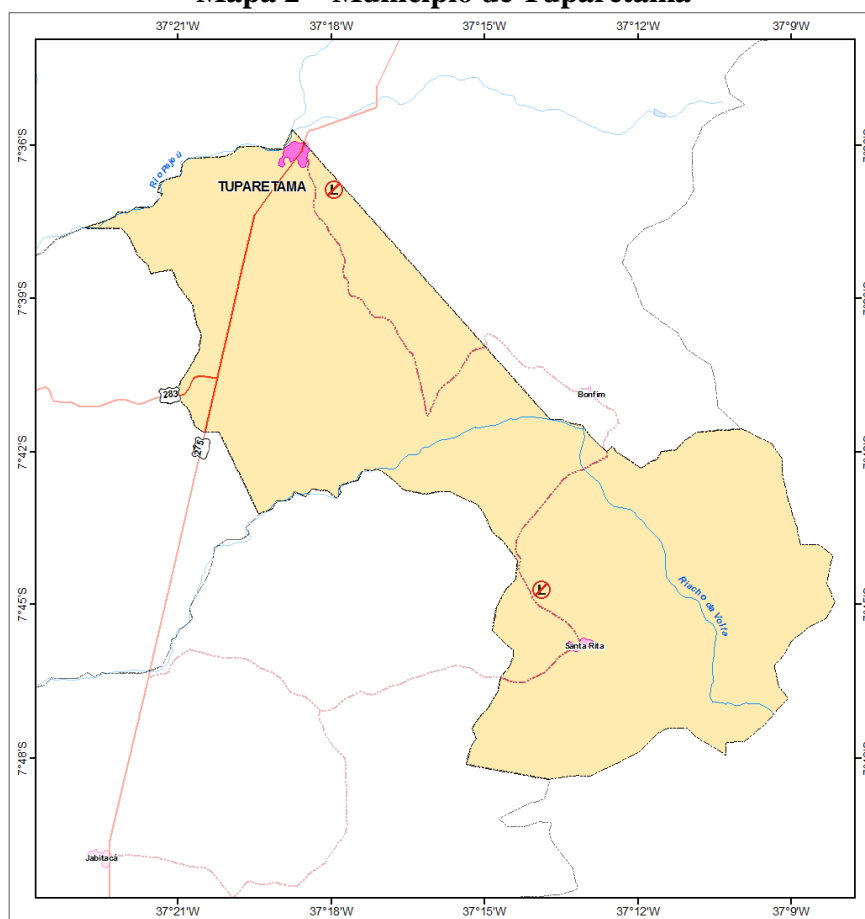 Mapa 2 – Município de Tuparetama
37°21'W 37°18'W 37°15'W 37°12'W 37°9'W
7°36'S
Rio Pajeú
TUPARETAMA
L
7°39'S
283
Bonfim
275
7°42'S
7°45'S
L
Riacho da Volta
Santa Rita
7°48'S
Jabitacá
37°21'W 37°18'W 37°15'W 37°12'W 37°9'W